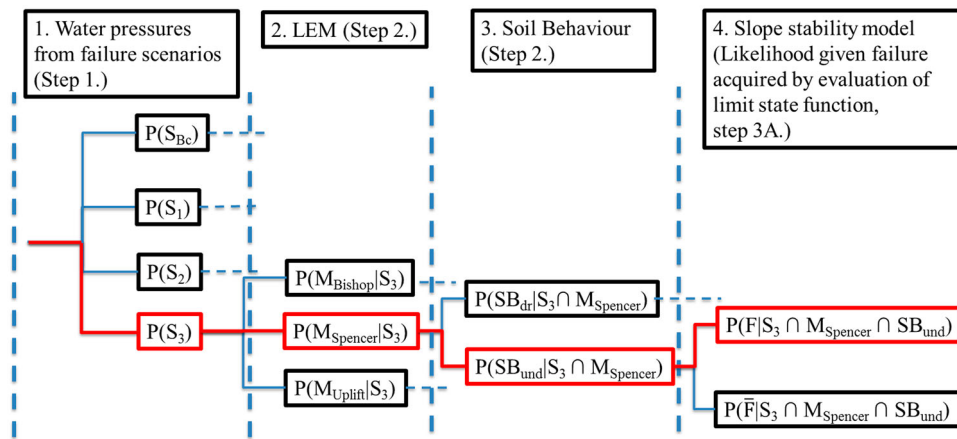 1. Water pressures
from failure scenarios
(Step 1.)
2. LEM (Step 2.)
3. Soil Behaviour
(Step 2.)
4. Slope stability model
(Likelihood given failure
acquired by evaluation of
limit state function,
step 3A.)
P(S_Bc)
P(S_1)
P(S_2)
P(S_3)
P(M_Bishop|S_3)
P(M_Spencer|S_3)
P(M_Uplift|S_3)
P(SB_dr|S_3 ∩ M_Spencer)
P(SB_und|S_3 ∩ M_Spencer)
P(F|S_3 ∩ M_Spencer ∩ SB_und)
P(F̄|S_3 ∩ M_Spencer ∩ SB_und)